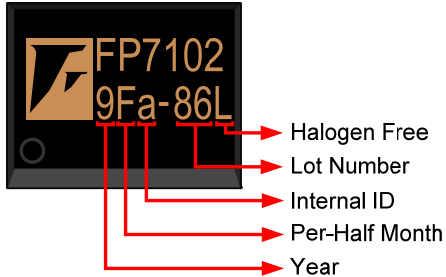 FP7102
9Fa-86L
Halogen Free
Lot Number
Internal ID
Per-Half Month
Year